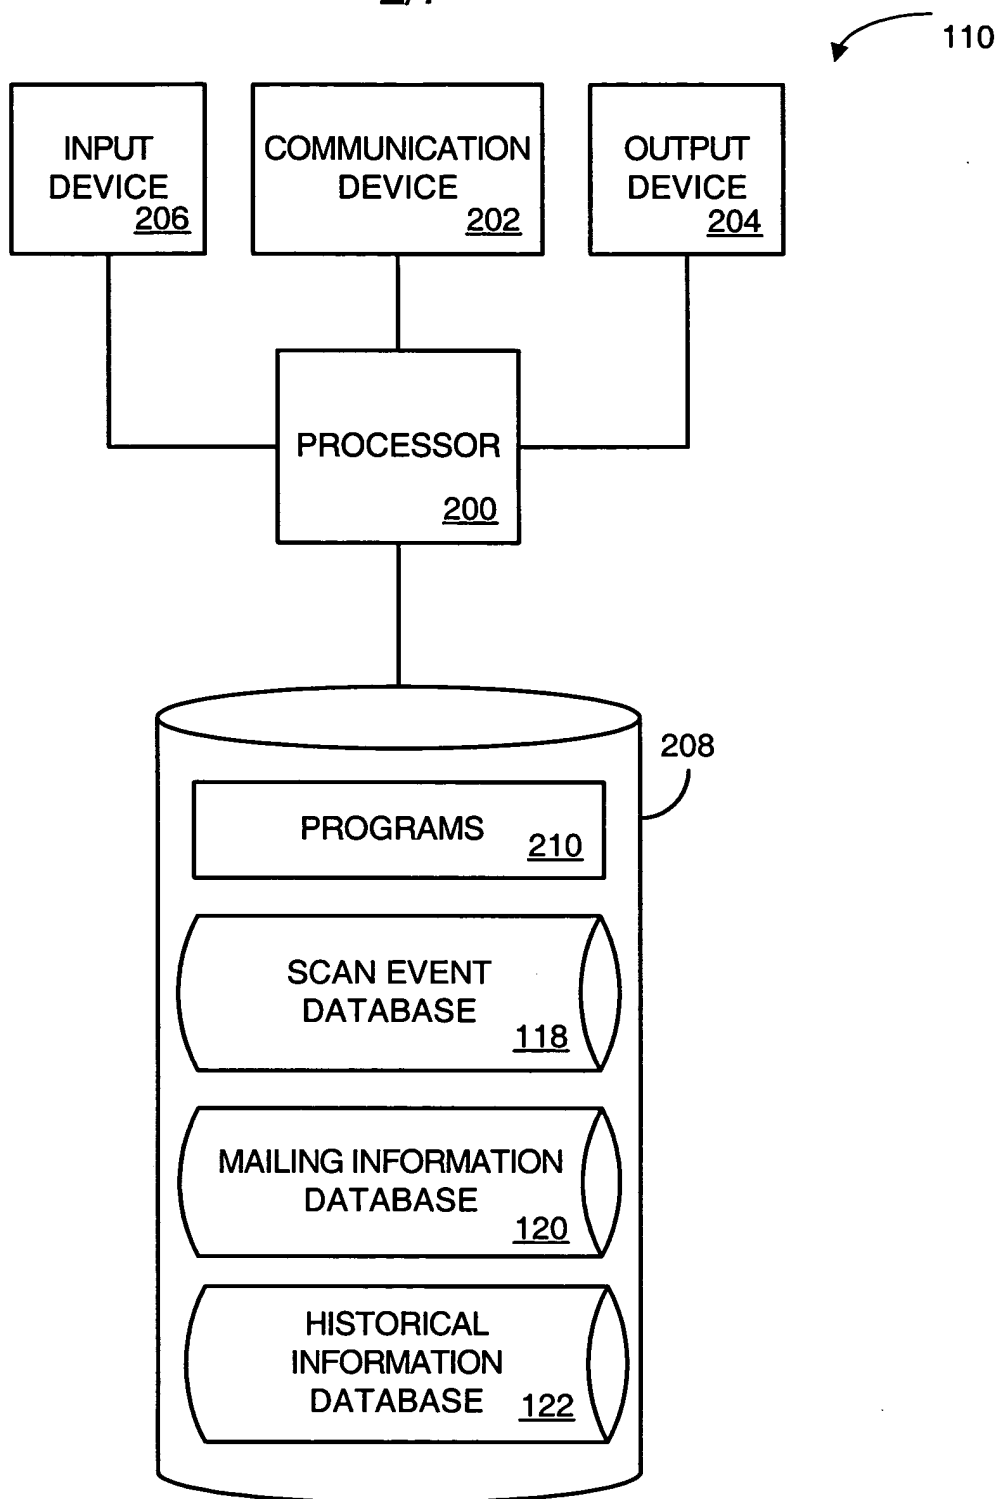 110
INPUT
DEVICE
206
COMMUNICATION
DEVICE
202
OUTPUT
DEVICE
204
PROCESSOR
200
208
PROGRAMS
210
SCAN EVENT
DATABASE
118
MAILING INFORMATION
DATABASE
120
HISTORICAL
INFORMATION
DATABASE
122